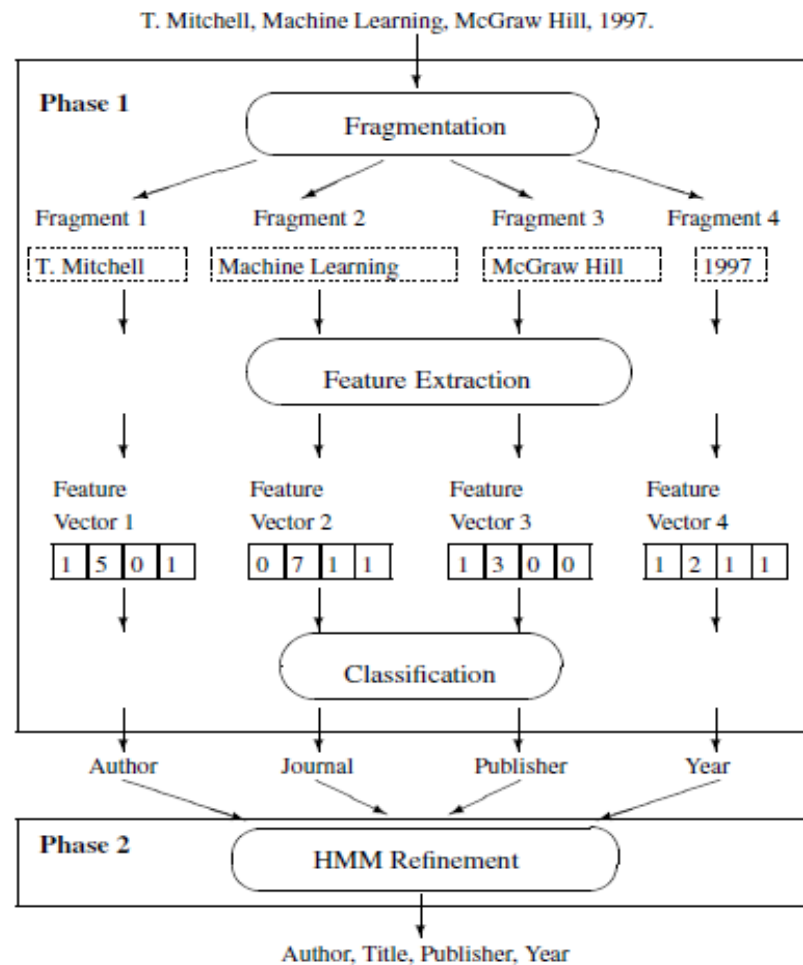 T. Mitchell, Machine Learning, McGraw Hill, 1997.
Phase 1
Fragmentation
Fragment 1 Fragment 2 Fragment 3 Fragment 4
T. Mitchell Machine Learning McGraw Hill 1997
Feature Extraction
Feature Feature Feature Feature
Vector 1 Vector 2 Vector 3 Vector 4
1 5 0 1 0 7 1 1 1 3 0 0 1 2 1 1
Classification
Author Journal Publisher Year
Phase 2
HMM Refinement
Author, Title, Publisher, Year